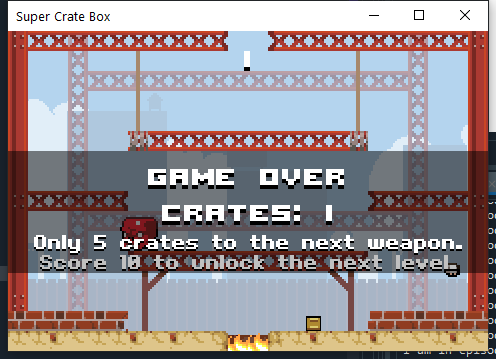 Super Crate Box
1
GAME OVER
CRATES: 1
Only 5 crates to the next weapon.
Score 10 to unlock the next level.